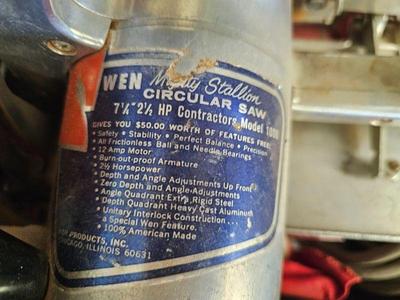 WEN Mighty Stallion
CIRCULAR SAW
7¼" 2½ HP Contractors Model
GIVES YOU $50.00 WORTH OF FEATURES FREE!
• Safety • Stability • Perfect Balance • Precision
• All Frictionless Ball and Needle Bearings
• 12 Amp Motor
• Burn-out-proof Armature
• 2½ Horsepower
• Depth and Angle Adjustments Up Front
• Zero Depth and Angle Adjustments
• Angle Quadrant Extra Rigid Steel
• Depth Quadrant Heavy Cast Aluminum
• Unitary Interlock Construction...
a Special Wen Feature.
• 100% American Made
PRODUCTS, INC.
CHICAGO, ILLINOIS 60631